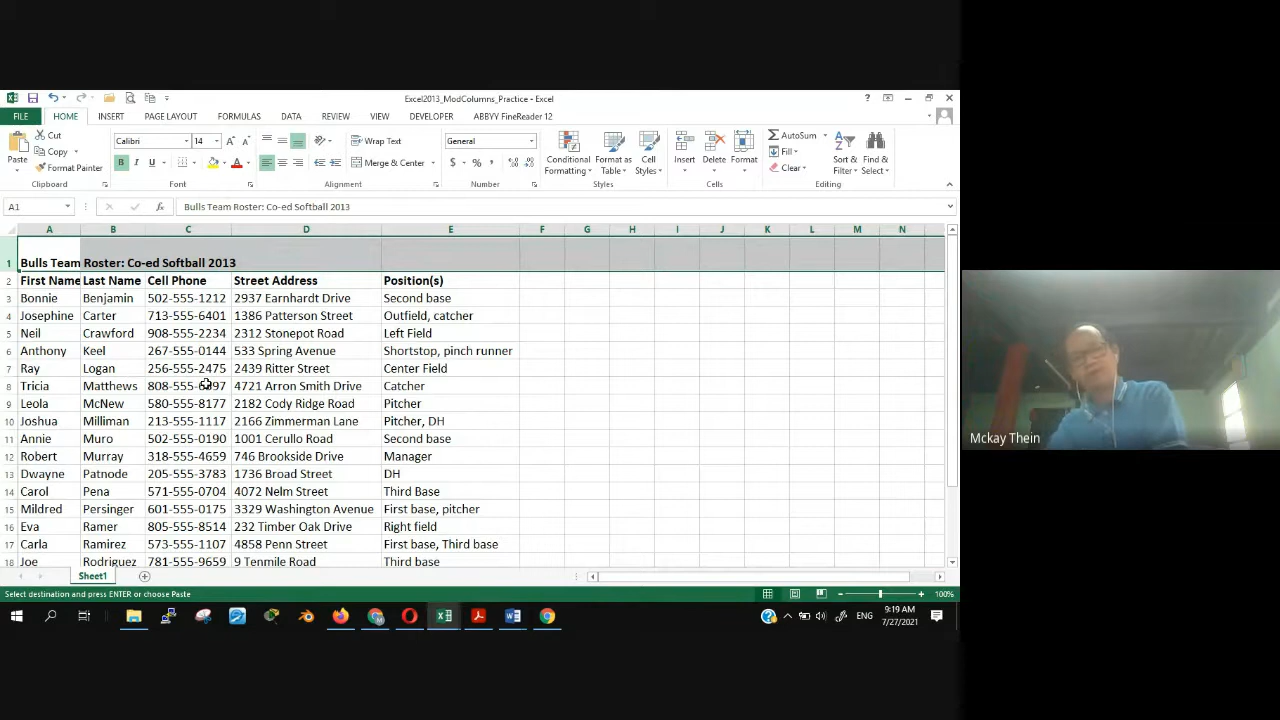 Excel2013_ModColumns_Practice - Excel
FILE HOME INSERT PAGE LAYOUT FORMULAS DATA REVIEW VIEW DEVELOPER ABBYY FineReader 12
Paste
Cut
Copy
Format Painter
Clipboard
Calibri 14
B I U
Font
Wrap Text
Merge & Center
Alignment
General
$ % ,
Number
Conditional Formatting
Format as Table
Cell Styles
Styles
Insert
Delete
Format
Cells
AutoSum
Fill
Clear
Sort & Filter
Find & Select
Editing
A1 fx Bulls Team Roster: Co-ed Softball 2013
A B C D E F G H I J K L M N
1 Bulls Team Roster: Co-ed Softball 2013
2 First Name Last Name Cell Phone Street Address Position(s)
3 Bonnie Benjamin 502-555-1212 2937 Earnhardt Drive Second base
4 Josephine Carter 713-555-6401 1386 Patterson Street Outfield, catcher
5 Neil Crawford 908-555-2234 2312 Stonepot Road Left Field
6 Anthony Keel 267-555-0144 533 Spring Avenue Shortstop, pinch runner
7 Ray Logan 256-555-2475 2439 Ritter Street Center Field
8 Tricia Matthews 4721 Arron Smith Drive Catcher
9 Leola McNew 580-555-8177 2182 Cody Ridge Road Pitcher
10 Joshua Milliman 213-555-1117 2166 Zimmerman Lane Pitcher, DH
11 Annie Muro 502-555-0190 1001 Cerullo Road Second base
12 Robert Murray 318-555-4659 746 Brookside Drive Manager
13 Dwayne Patnode 205-555-3783 1736 Broad Street DH
14 Carol Pena 571-555-0704 4072 Nelm Street Third Base
15 Mildred Persinger 601-555-0175 3329 Washington Avenue First base, pitcher
16 Eva Ramer 805-555-8514 232 Timber Oak Drive Right field
17 Carla Ramirez 573-555-1107 4858 Penn Street First base, Third base
18 Joe Rodriguez 781-555-9659 9 Tenmile Road Third base
Sheet1
Select destination and press ENTER or choose Paste 100%
ENG
9:19 AM
7/27/2021
Mckay Thein